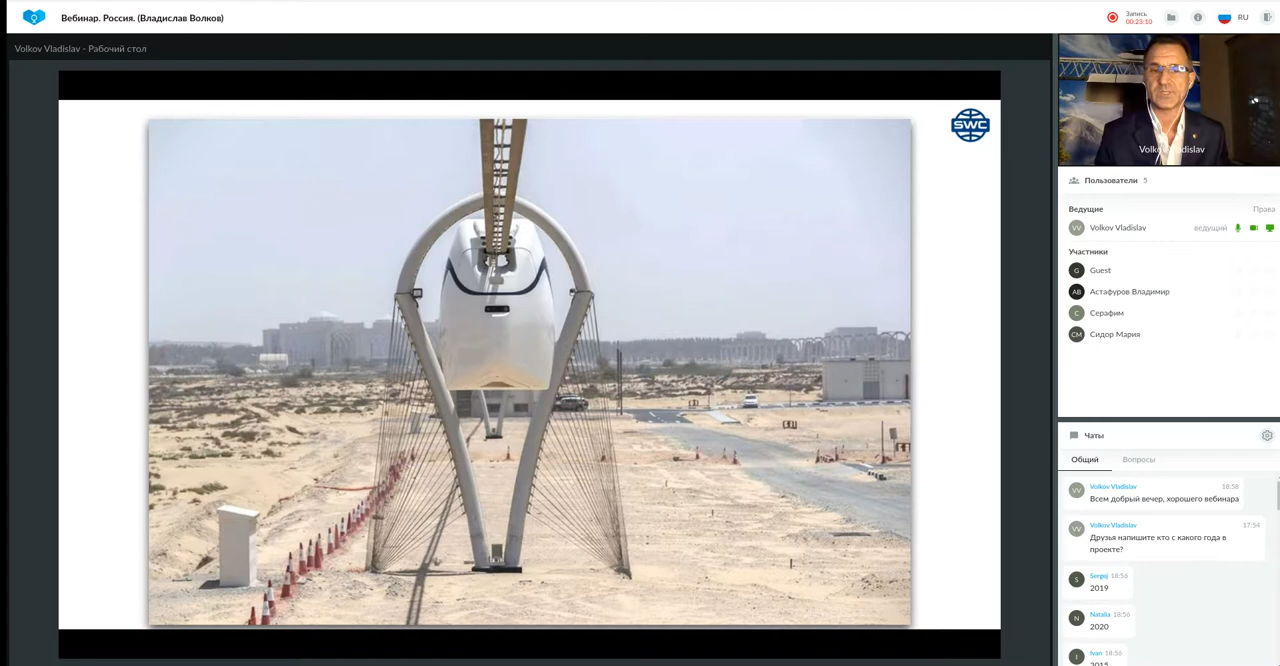 Вебинар. Россия. (Владислав Волков)
Запись
00:23:10
RU
Volkov Vladislav - Рабочий стол
SWC
Volkov Vladislav
Пользователи 5
Ведущие Права
VV Volkov Vladislav ведущий
Участники
G Guest
АВ Астафуров Владимир
С Серафим
СМ Сидор Мария
Чаты
Общий Вопросы
VV Volkov Vladislav 18:58
Всем добрый вечер, хорошего вебинара
VV Volkov Vladislav 17:54
Друзья напишите кто с какого года в
проекте?
S Sergej 18:56
2019
N Natalia 18:56
2020
I Ivan 18:56
2015